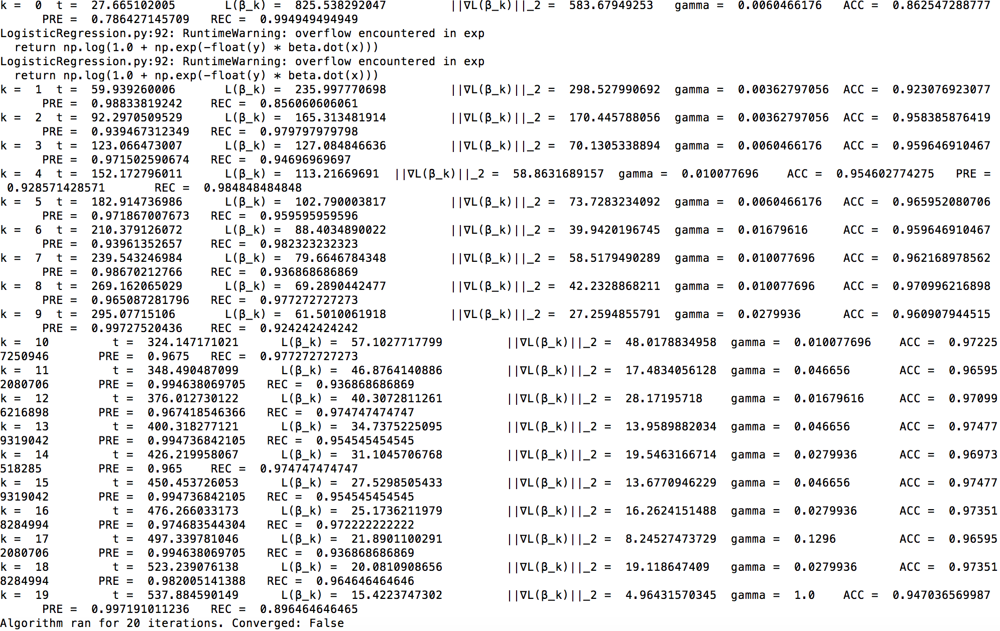 k =  0  t =  27.665102005       L(β_k) =  825.538292047         ||∇L(β_k)||_2 =  583.67949253   gamma =  0.0060466176   ACC =  0.862547288777
      PRE =  0.786427145709   REC =  0.994949494949
LogisticRegression.py:92: RuntimeWarning: overflow encountered in exp
  return np.log(1.0 + np.exp(-float(y) * beta.dot(x)))
LogisticRegression.py:92: RuntimeWarning: overflow encountered in exp
  return np.log(1.0 + np.exp(-float(y) * beta.dot(x)))
k =  1  t =  59.939260006       L(β_k) =  235.997770698         ||∇L(β_k)||_2 =  298.527990692  gamma =  0.00362797056  ACC =  0.923076923077
      PRE =  0.98833819242    REC =  0.856060606061
k =  2  t =  92.2970509529      L(β_k) =  165.313481914         ||∇L(β_k)||_2 =  170.445788056  gamma =  0.00362797056  ACC =  0.958385876419
      PRE =  0.939467312349   REC =  0.979797979798
k =  3  t =  123.066473007      L(β_k) =  127.084846636         ||∇L(β_k)||_2 =  70.1305338894  gamma =  0.0060466176   ACC =  0.959646910467
      PRE =  0.971502590674   REC =  0.94696969697
k =  4  t =  152.172796011      L(β_k) =  113.21669691  ||∇L(β_k)||_2 =  58.8631689157  gamma =  0.010077696    ACC =  0.954602774275   PRE =
 0.928571428571       REC =  0.984848484848
k =  5  t =  182.914736986      L(β_k) =  102.790003817         ||∇L(β_k)||_2 =  73.7283234092  gamma =  0.0060466176   ACC =  0.965952080706
      PRE =  0.971867007673   REC =  0.959595959596
k =  6  t =  210.379126072      L(β_k) =  88.4034890022         ||∇L(β_k)||_2 =  39.9420196745  gamma =  0.01679616     ACC =  0.959646910467
      PRE =  0.93961352657    REC =  0.982323232323
k =  7  t =  239.543246984      L(β_k) =  79.6646784348         ||∇L(β_k)||_2 =  58.5179490289  gamma =  0.010077696    ACC =  0.962168978562
      PRE =  0.98670212766    REC =  0.936868686869
k =  8  t =  269.162065029      L(β_k) =  69.2890442477         ||∇L(β_k)||_2 =  42.2328868211  gamma =  0.010077696    ACC =  0.970996216898
      PRE =  0.965087281796   REC =  0.977272727273
k =  9  t =  295.07715106       L(β_k) =  61.5010061918         ||∇L(β_k)||_2 =  27.2594855791  gamma =  0.0279936      ACC =  0.960907944515
      PRE =  0.99727520436    REC =  0.924242424242
k =  10         t =  324.147171021      L(β_k) =  57.1027717799         ||∇L(β_k)||_2 =  48.0178834958  gamma =  0.010077696    ACC =  0.97225
7250946       PRE =  0.9675   REC =  0.977272727273
k =  11         t =  348.490487099      L(β_k) =  46.8764140886         ||∇L(β_k)||_2 =  17.4834056128  gamma =  0.046656       ACC =  0.96595
2080706       PRE =  0.994638069705   REC =  0.936868686869
k =  12         t =  376.012730122      L(β_k) =  40.3072811261         ||∇L(β_k)||_2 =  28.17195718    gamma =  0.01679616     ACC =  0.97099
6216898       PRE =  0.967418546366   REC =  0.974747474747
k =  13         t =  400.318277121      L(β_k) =  34.7375225095         ||∇L(β_k)||_2 =  13.9589882034  gamma =  0.046656       ACC =  0.97477
9319042       PRE =  0.994736842105   REC =  0.954545454545
k =  14         t =  426.219958067      L(β_k) =  31.1045706768         ||∇L(β_k)||_2 =  19.5463166714  gamma =  0.0279936      ACC =  0.96973
518285        PRE =  0.965    REC =  0.974747474747
k =  15         t =  450.453726053      L(β_k) =  27.5298505433         ||∇L(β_k)||_2 =  13.6770946229  gamma =  0.046656       ACC =  0.97477
9319042       PRE =  0.994736842105   REC =  0.954545454545
k =  16         t =  476.266033173      L(β_k) =  25.1736211979         ||∇L(β_k)||_2 =  16.2624151488  gamma =  0.0279936      ACC =  0.97351
8284994       PRE =  0.974683544304   REC =  0.972222222222
k =  17         t =  497.339781046      L(β_k) =  21.8901100291         ||∇L(β_k)||_2 =  8.24527473729  gamma =  0.1296         ACC =  0.96595
2080706       PRE =  0.994638069705   REC =  0.936868686869
k =  18         t =  523.239076138      L(β_k) =  20.0810908656         ||∇L(β_k)||_2 =  19.118647409   gamma =  0.0279936      ACC =  0.97351
8284994       PRE =  0.982005141388   REC =  0.964646464646
k =  19         t =  537.884590149      L(β_k) =  15.4223747302         ||∇L(β_k)||_2 =  4.96431570345  gamma =  1.0    ACC =  0.947036569987
      PRE =  0.997191011236   REC =  0.896464646465
Algorithm ran for 20 iterations. Converged: False